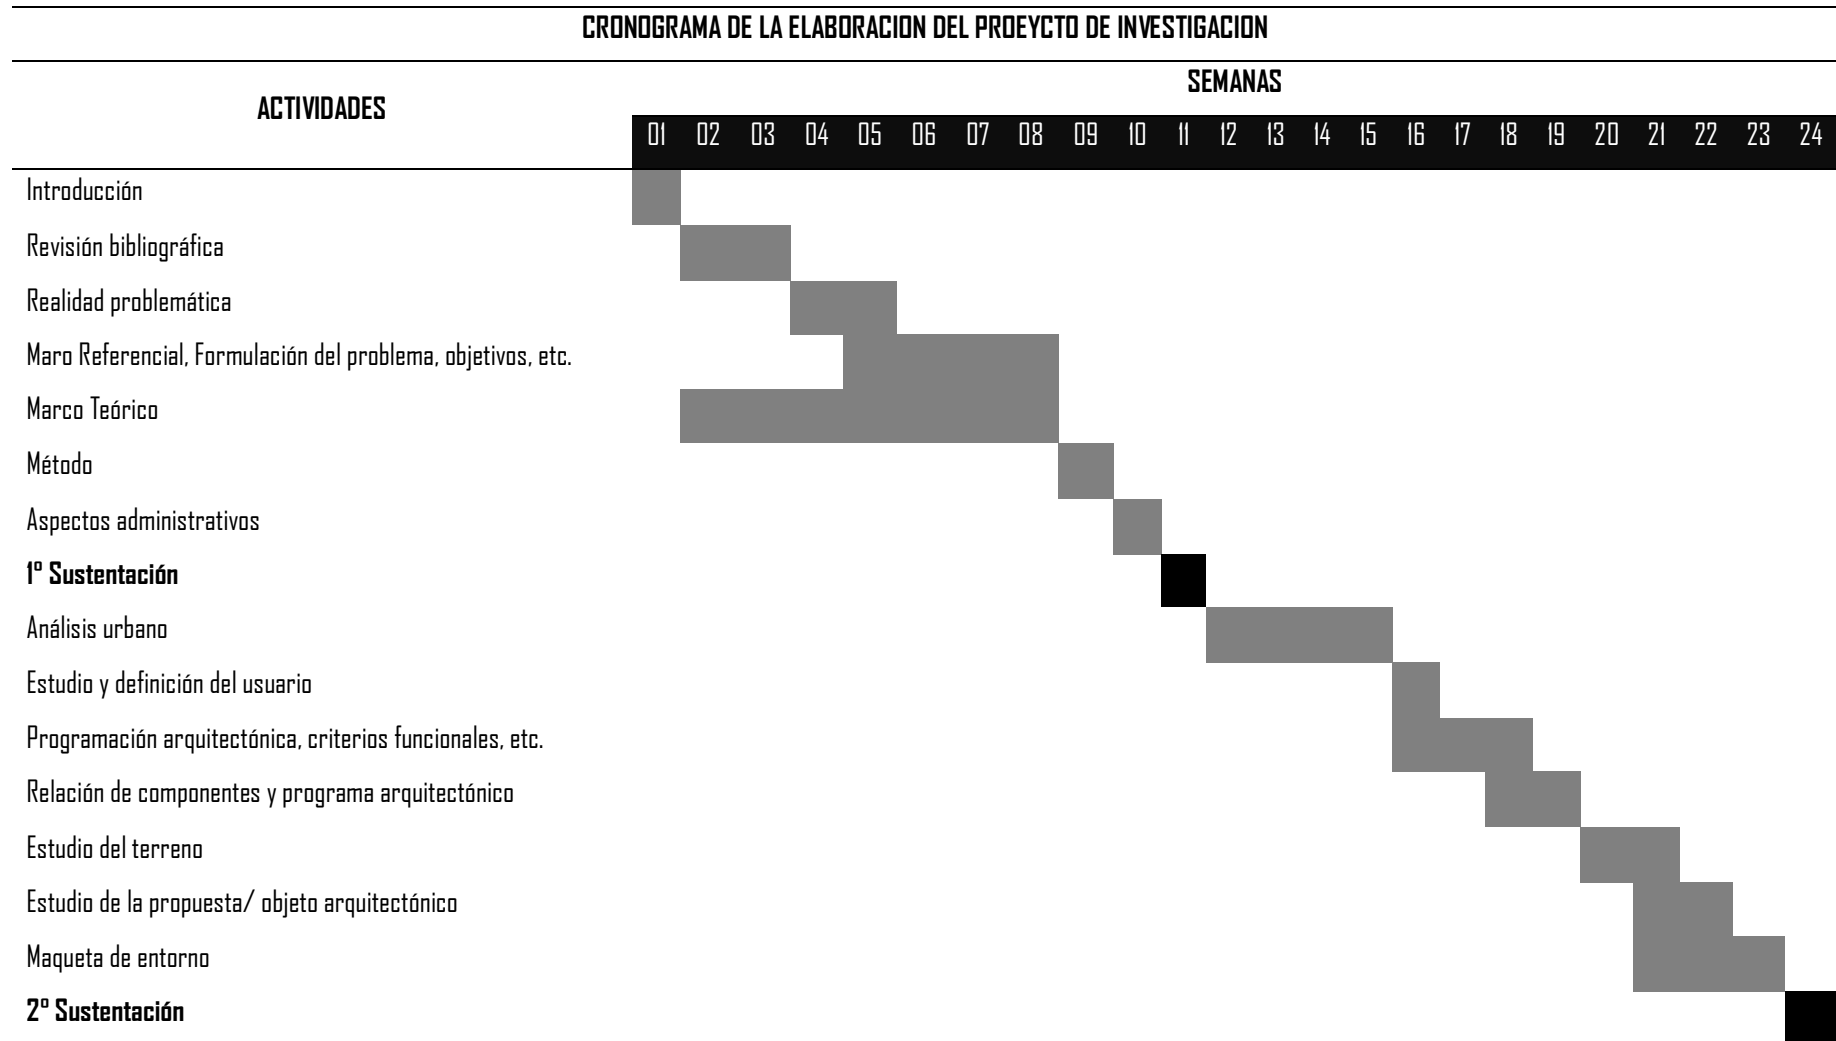 CRONOGRAMA DE LA ELABORACION DEL PROEYCTO DE INVESTIGACION
ACTIVIDADES
SEMANAS
01 02 03 04 05 06 07 08 09 10 11 12 13 14 15 16 17 18 19 20 21 22 23 24
Introducción
Revisión bibliográfica
Realidad problemática
Maro Referencial, Formulación del problema, objetivos, etc.
Marco Teórico
Método
Aspectos administrativos
1° Sustentación
Análisis urbano
Estudio y definición del usuario
Programación arquitectónica, criterios funcionales, etc.
Relación de componentes y programa arquitectónico
Estudio del terreno
Estudio de la propuesta/ objeto arquitectónico
Maqueta de entorno
2° Sustentación